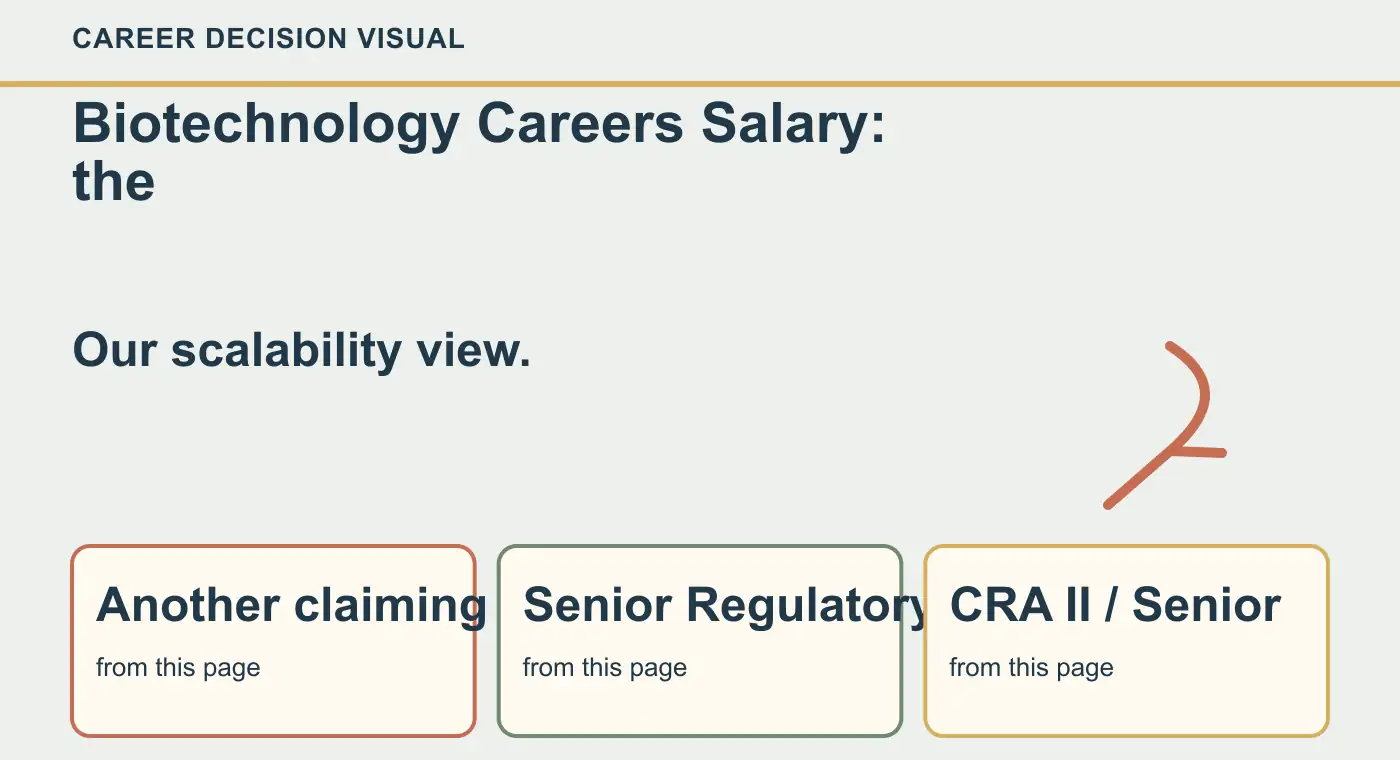 CAREER DECISION VISUAL
Biotechnology Careers Salary:
the
Our scalability view.
Another claiming
from this page
Senior Regulatory
from this page
CRA II / Senior
from this page